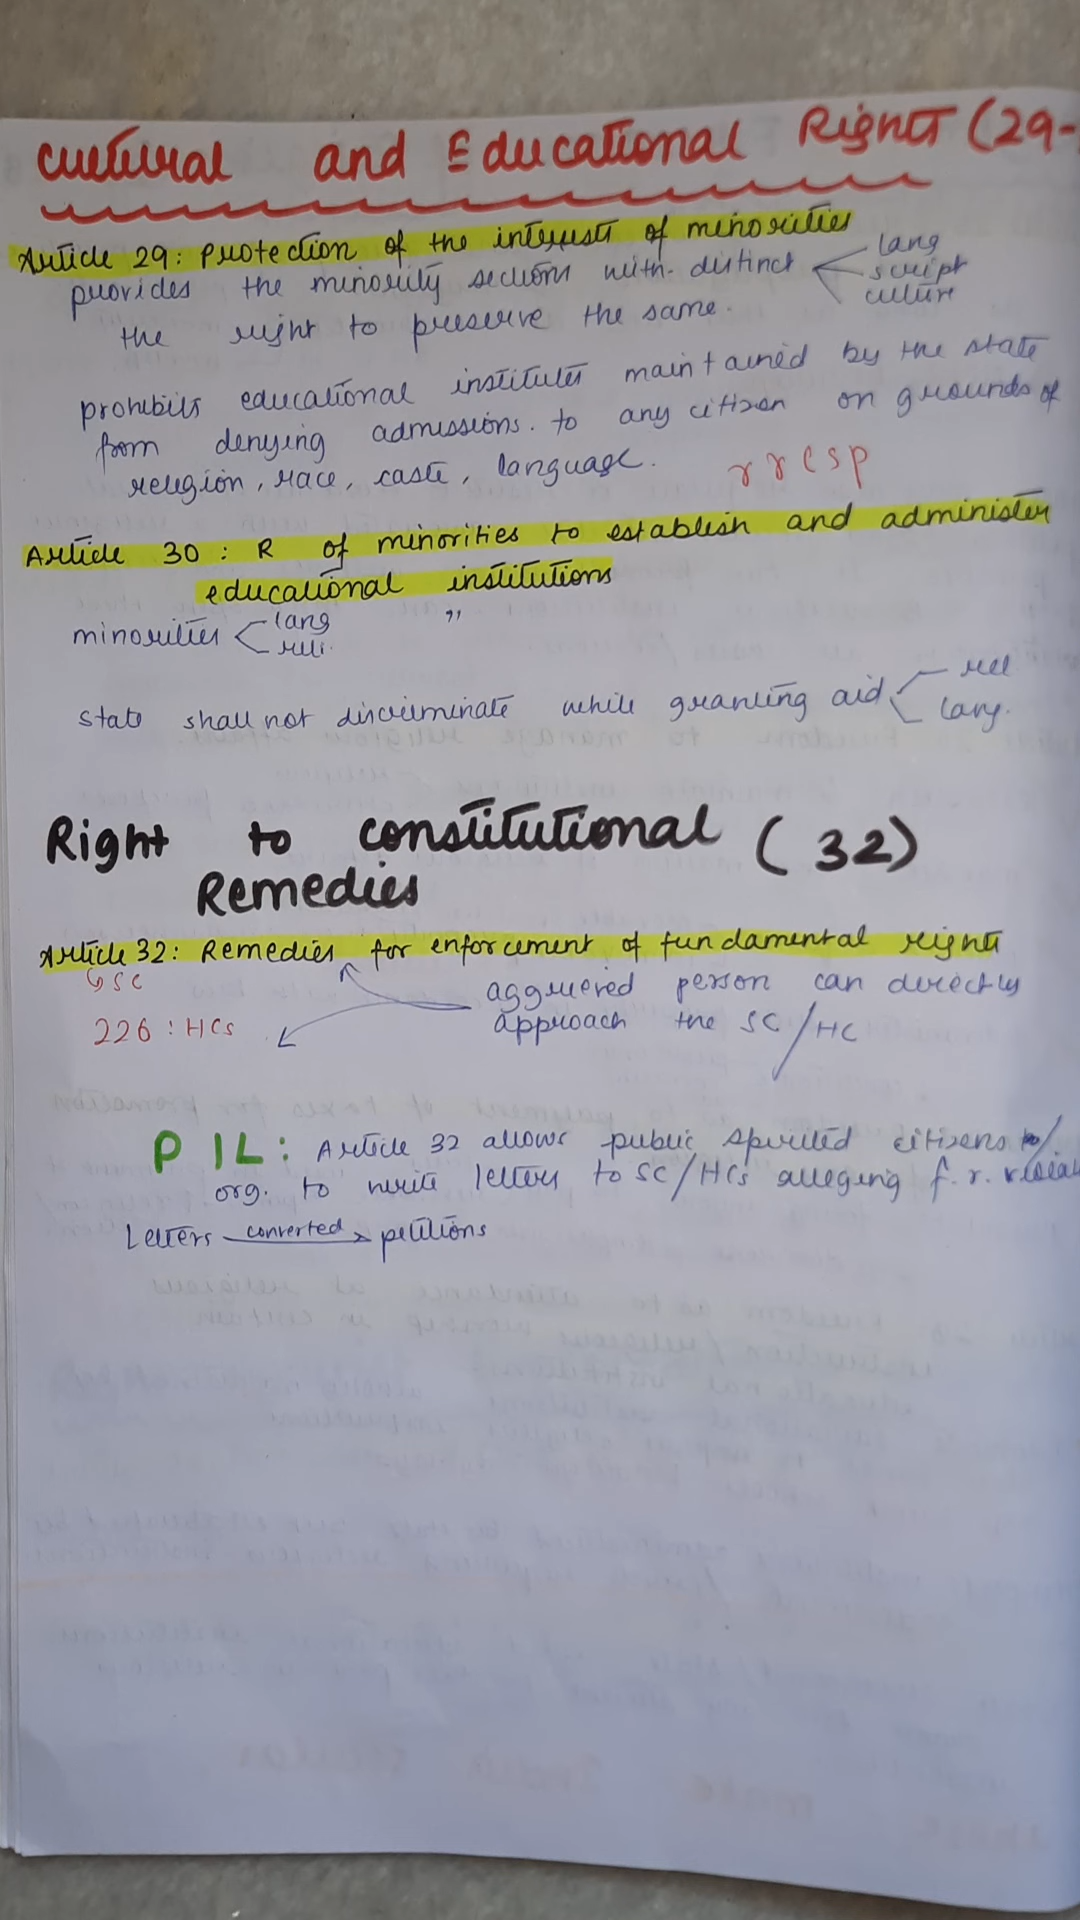 Cultural and Educational Rights (29-
Article 29: Protection of the interests of minorities
provides the minority sections with distinct lang
script
culture
the right to preserve the same.
prohibits educational institutes maintained by the state
from denying admissions. to any citizen on grounds of
religion, race, caste, language. r r c s p
Article 30: R of minorities to establish and administer
educational institutions
minorities lang "
reli.
state shall not discriminate while granting aid rel
lang.
Right to constitutional (32)
Remedies
Article 32: Remedies for enforcement of fundamental rights
SC
aggrieved person can directly
226: HCs approach the SC/HC
PIL: Article 32 allows public spirited citizens to/
org. to write letters to SC/HCs alleging f.r.
Letters converted petitions